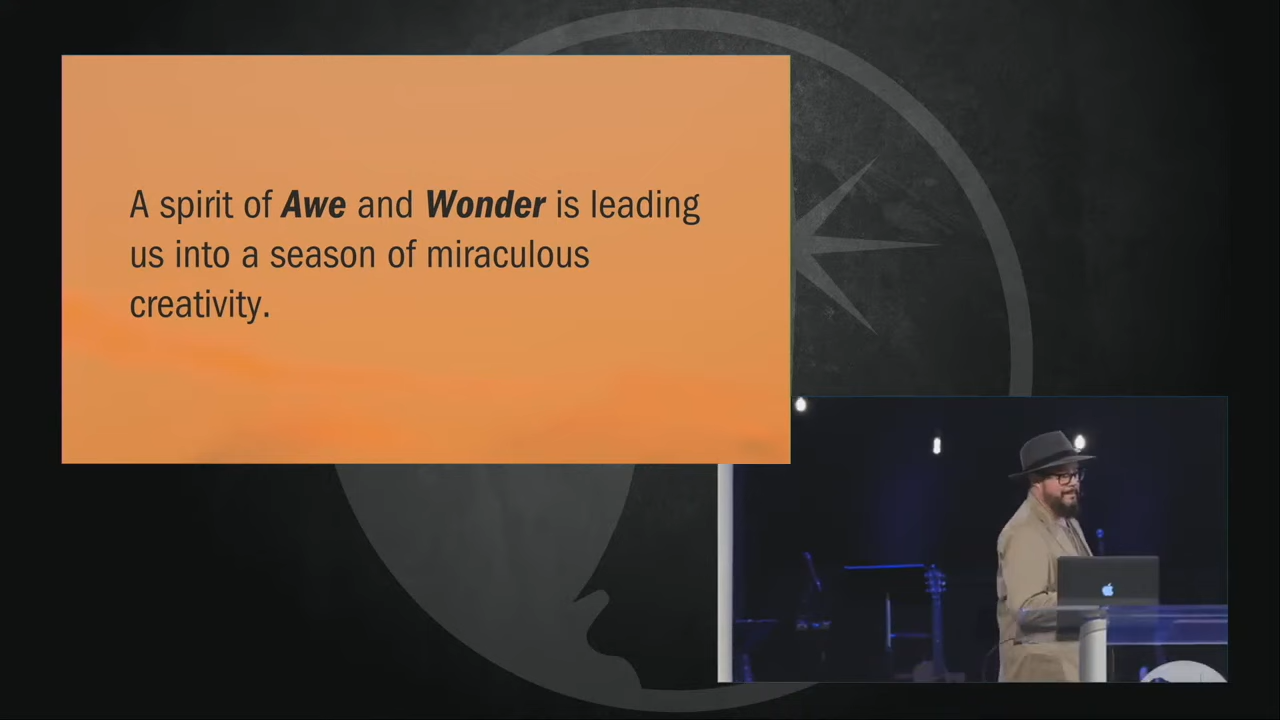 A spirit of Awe and Wonder is leading
us into a season of miraculous
creativity.